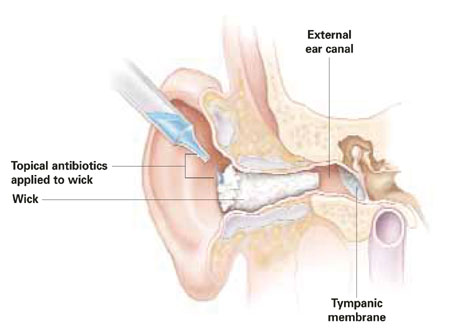 External
ear canal
Topical antibiotics
applied to wick
Wick
Tympanic
membrane